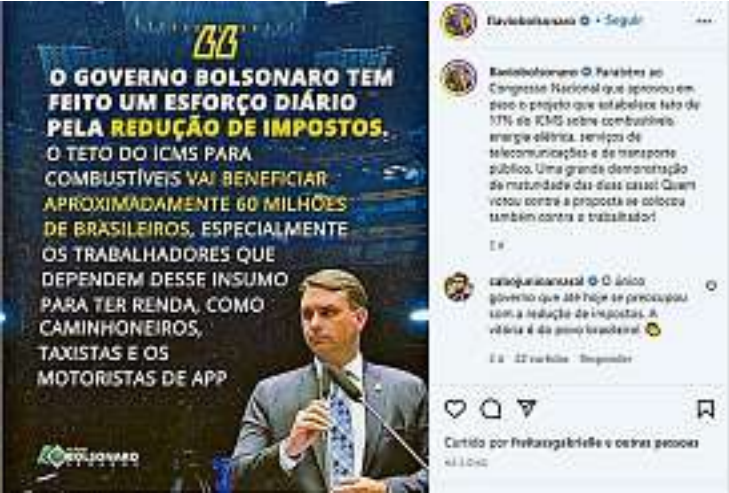 O GOVERNO BOLSONARO TEM
FEITO UM ESFORÇO DIÁRIO
PELA REDUÇÃO DE IMPOSTOS.
O TETO DO ICMS PARA
COMBUSTÍVEIS VAI BENEFICIAR
APROXIMADAMENTE 60 MILHÕES
DE BRASILEIROS, ESPECIALMENTE
OS TRABALHADORES QUE
DEPENDEM DESSE INSUMO
PARA TER RENDA, COMO
CAMINHONEIROS,
TAXISTAS E OS
MOTORISTAS DE APP
BOLSONARO
flaviobolsonaro • Seguir
flaviobolsonaro Parabéns ao
Congresso Nacional que aprovou em
peso o projeto que estabelece teto de
17% do ICMS sobre combustíveis,
energia elétrica, serviços de
telecomunicações e de transporte
público. Uma grande demonstração
de maturidade das duas casas! Quem
votou contra a proposta se colocou
também contra o trabalhador!
O único
governo que até hoje se preocupou
com a redução de impostos. A
vitória é do povo brasileiro!
22 curtidas Responder
Curtido por freitasgabrielle e outras pessoas